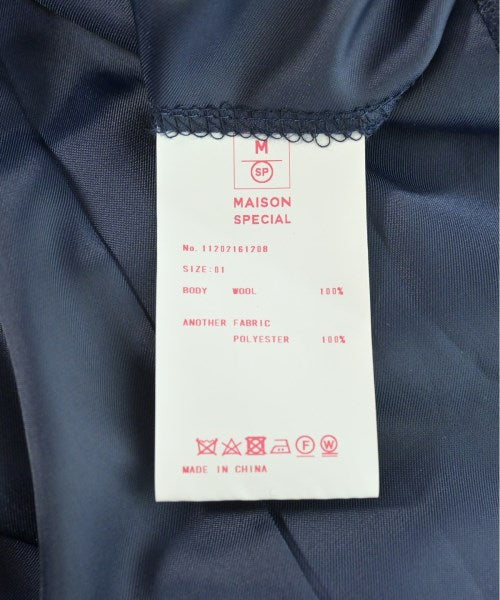 M
SP
MAISON
SPECIAL
No. 11202161208
SIZE:01
BODY WOOL 100%
ANOTHER FABRIC
POLYESTER 100%
F W
MADE IN CHINA